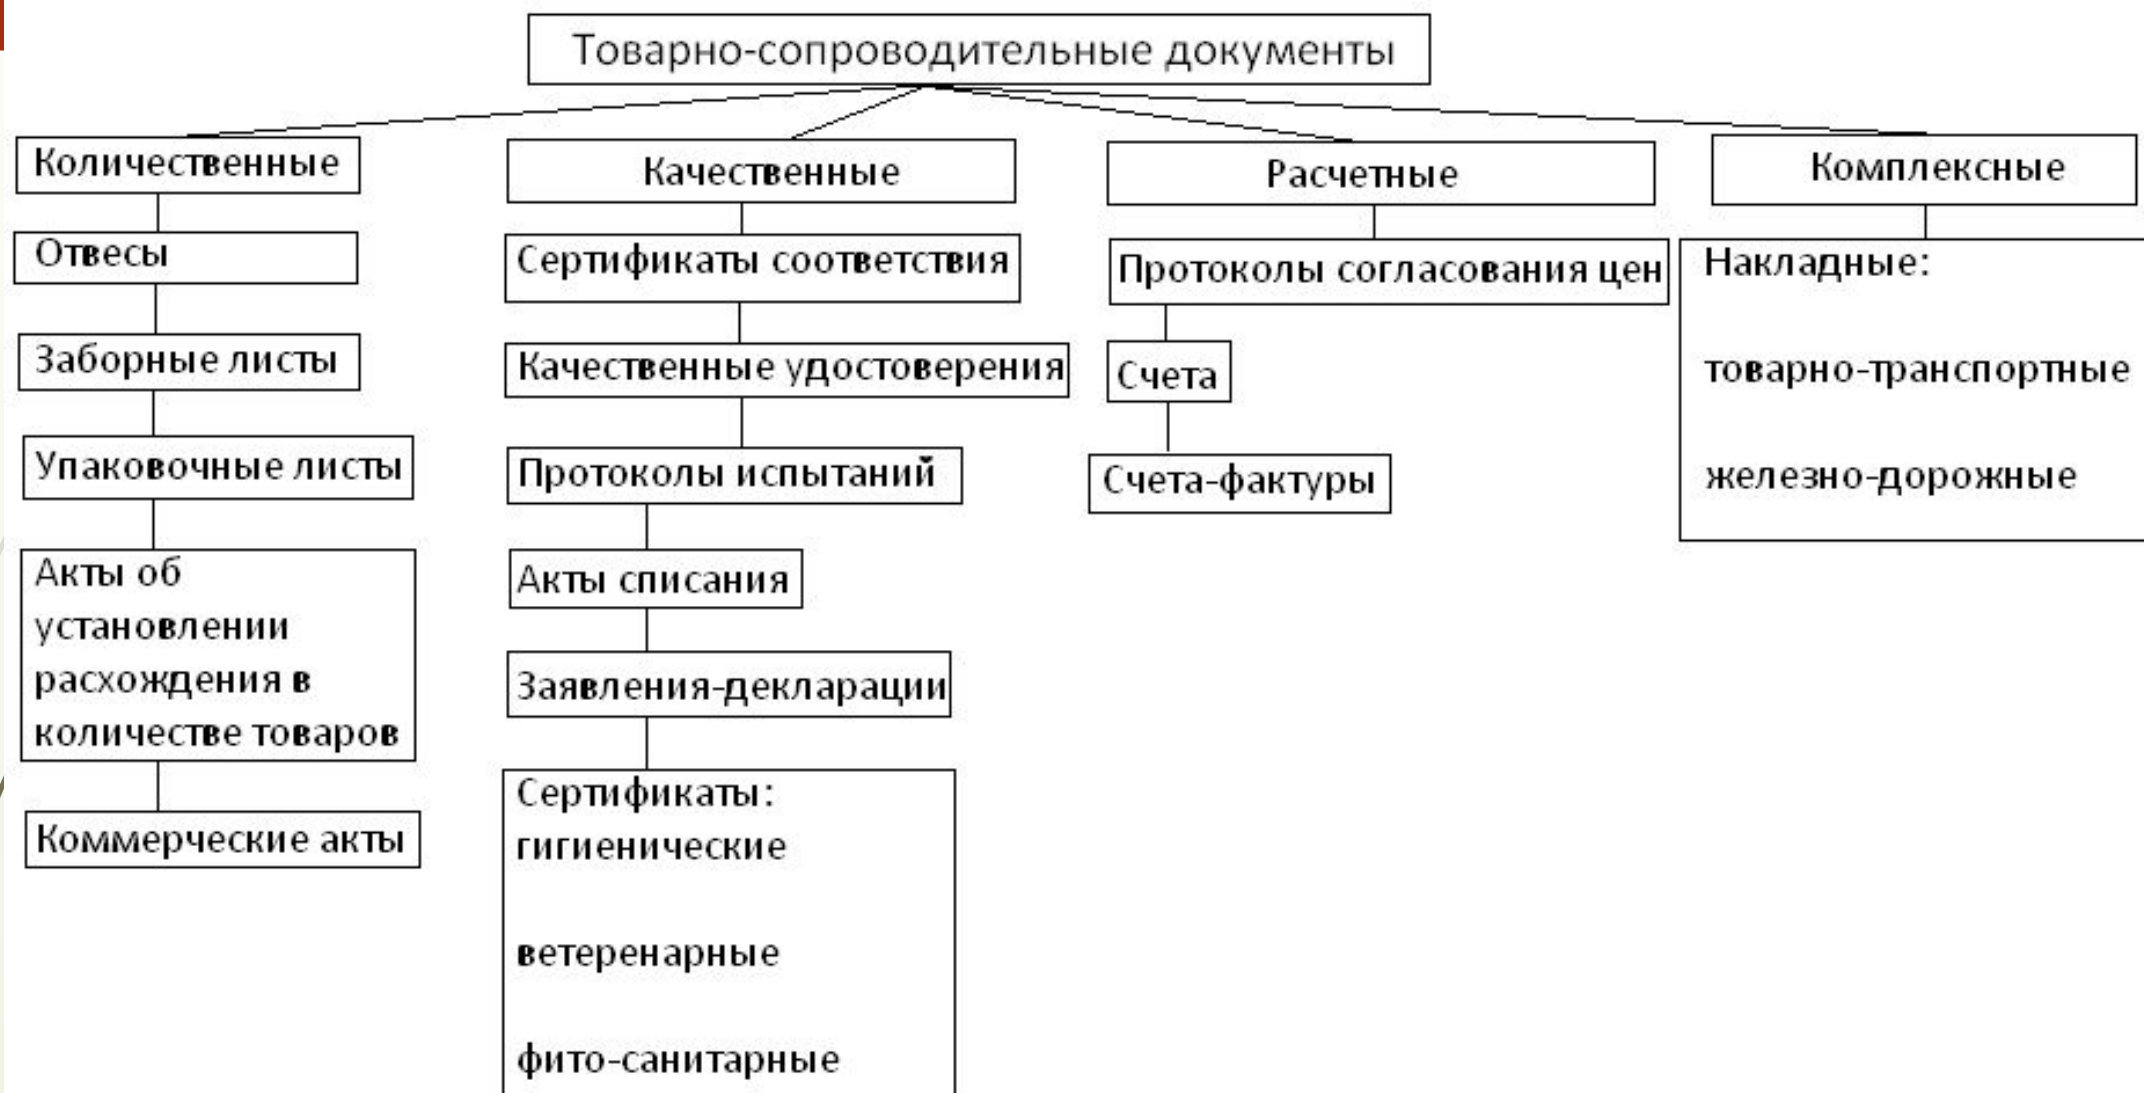 Товарно-сопроводительные документы
Количественные
Отвесы
Заборные листы
Упаковочные листы
Акты об
установлении
расхождения в
количестве товаров
Коммерческие акты
Качественные
Сертификаты соответствия
Качественные удостоверения
Протоколы испытаний
Акты списания
Заявления-декларации
Сертификаты:
гигиенические
ветеренарные
фито-санитарные
Расчетные
Протоколы согласования цен
Счета
Счета-фактуры
Комплексные
Накладные:
товарно-транспортные
железно-дорожные